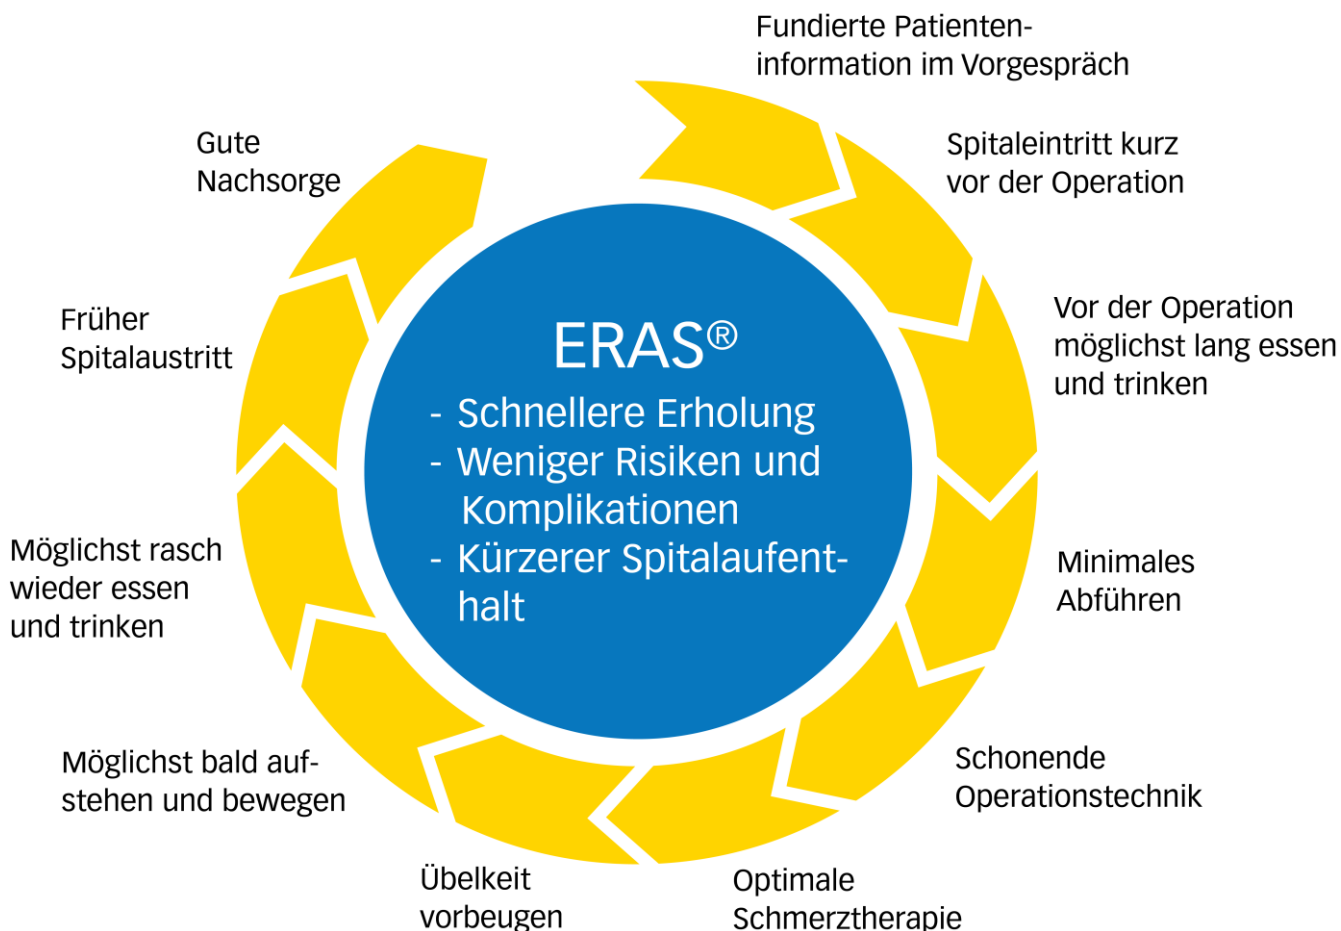 Fundierte Patienten-
information im Vorgespräch
Spitaleintritt kurz
vor der Operation
Vor der Operation
möglichst lang essen
und trinken
Minimales
Abführen
Schonende
Operationstechnik
Optimale
Schmerztherapie
Übelkeit
vorbeugen
Möglichst bald auf-
stehen und bewegen
Möglichst rasch
wieder essen
und trinken
Früher
Spitalaustritt
Gute
Nachsorge
ERAS®
- Schnellere Erholung
- Weniger Risiken und
Komplikationen
- Kürzerer Spitalaufent-
halt